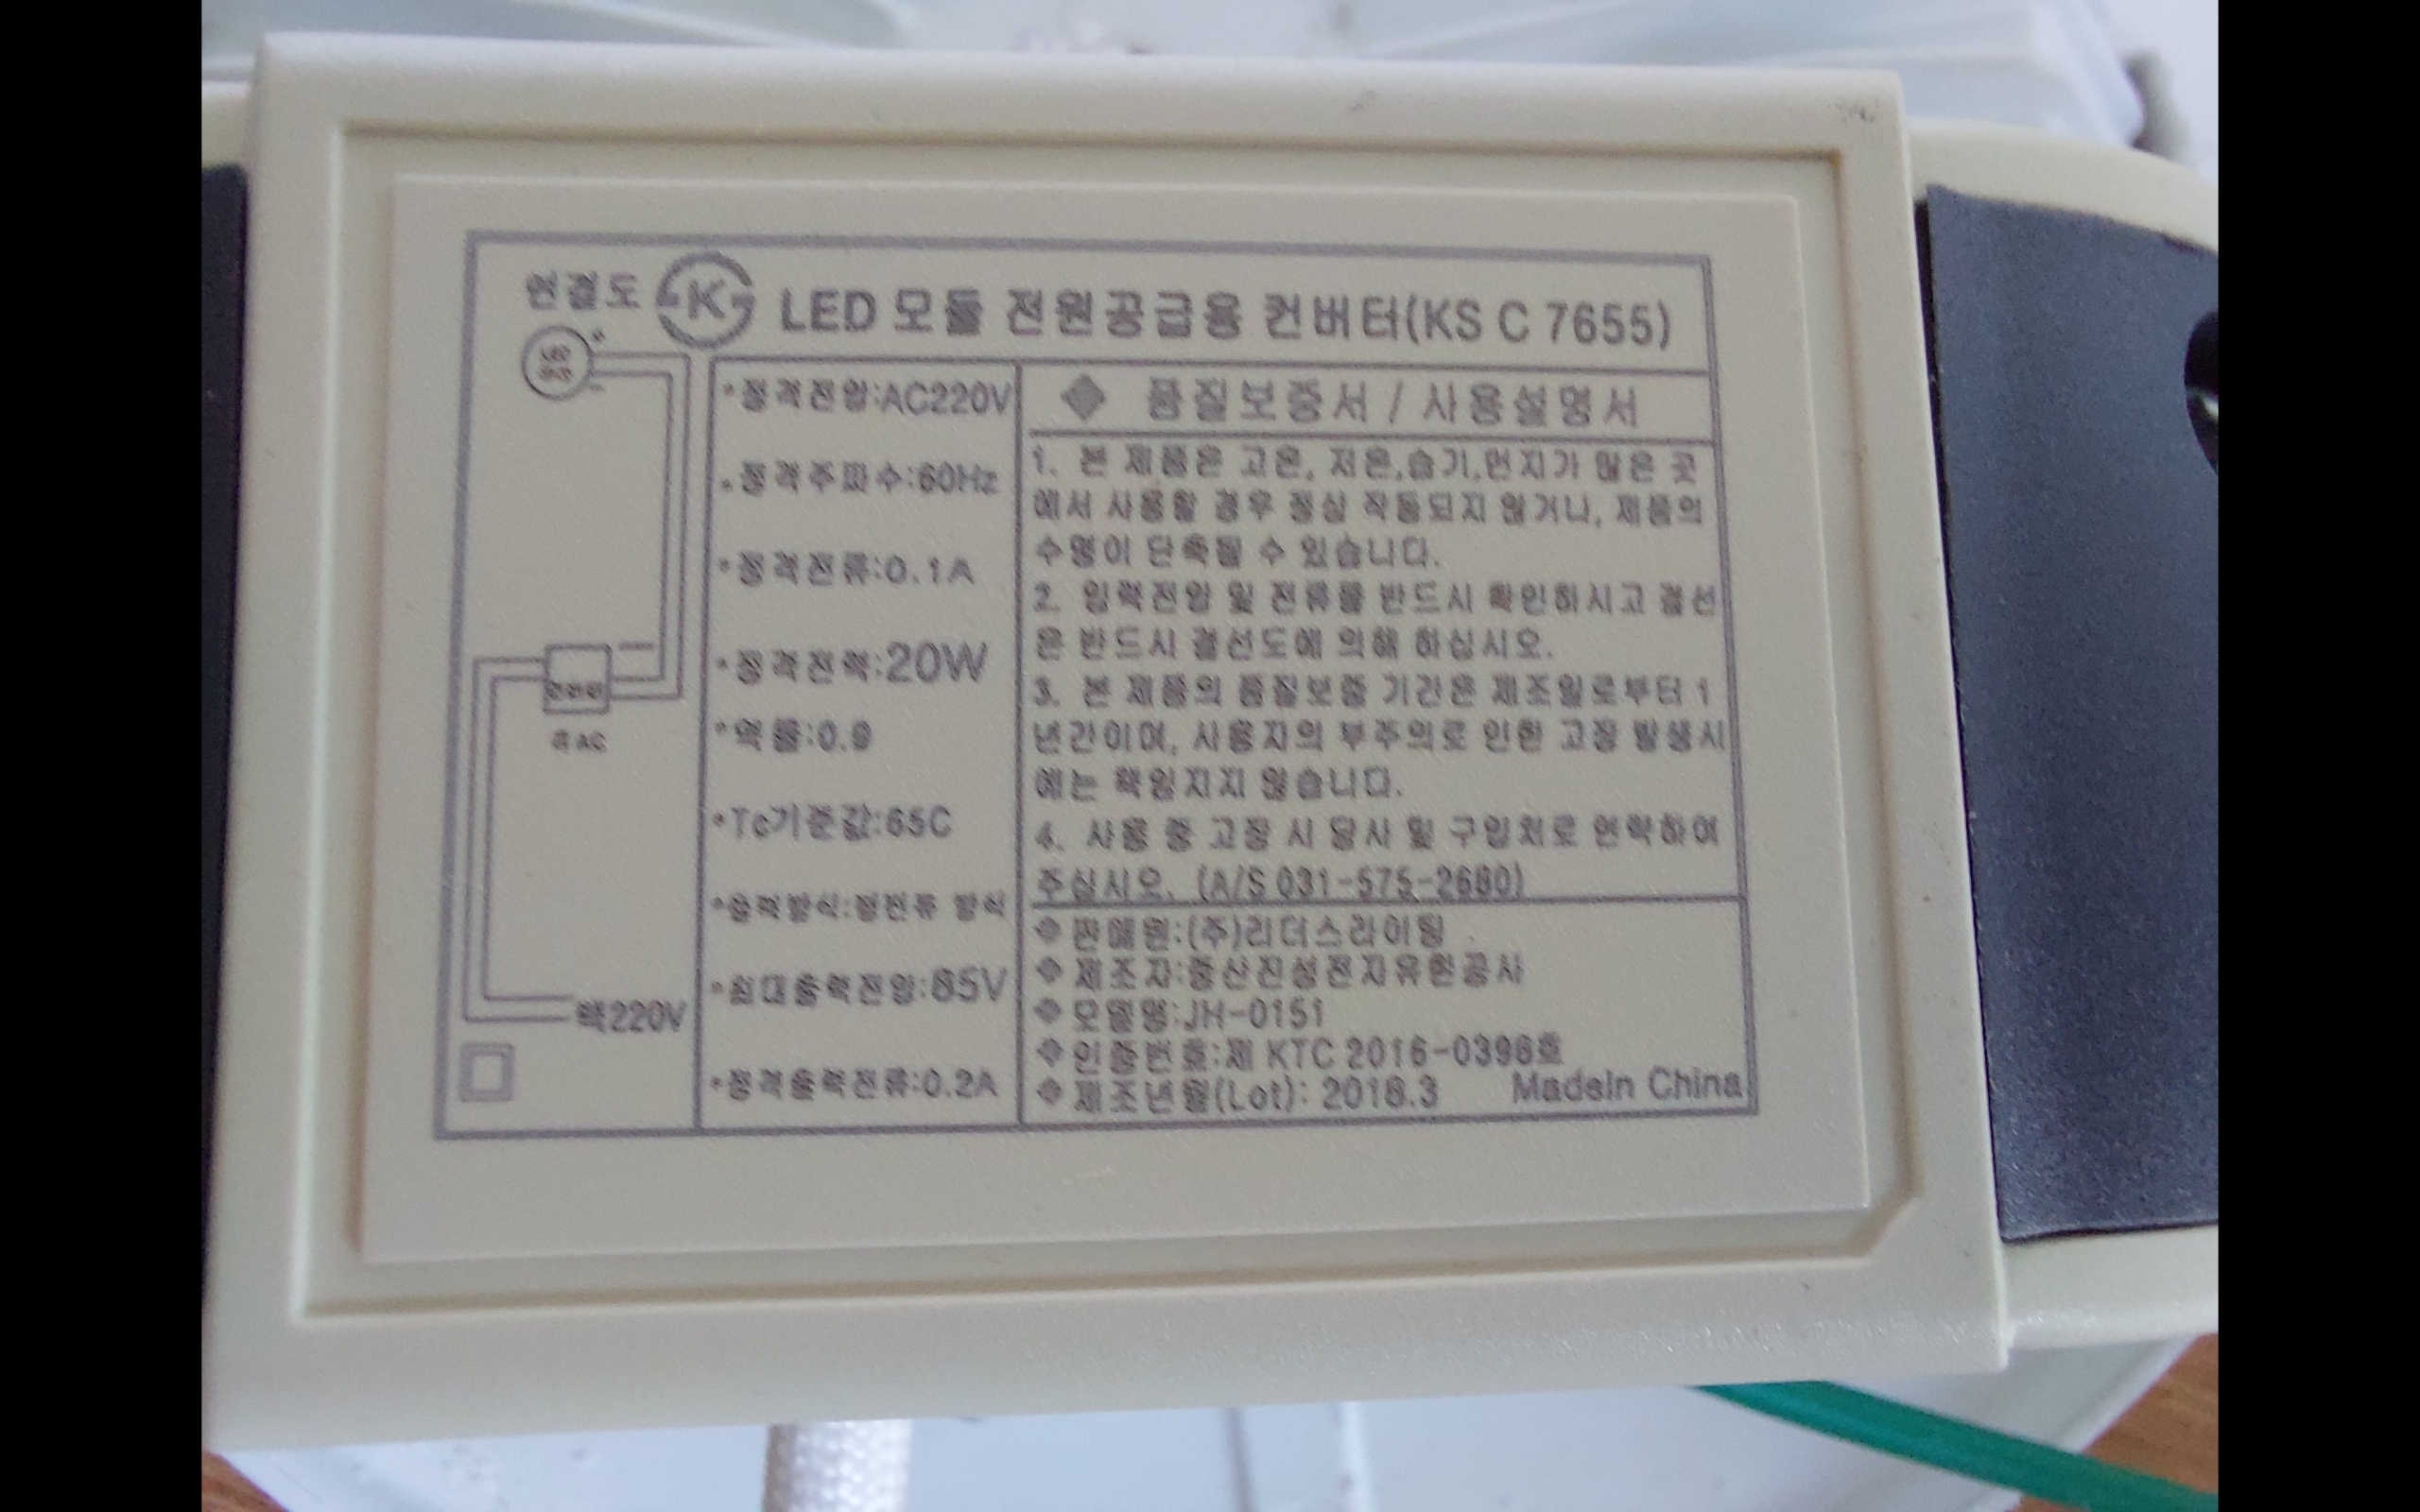 연결도 K LED 모듈 전원공급용 컨버터(KS C 7655)
LED
+
-
컨버터
측AC
맥220V
•정격전압:AC220V
•정격주파수:60Hz
•정격전류:0.1A
•정격전력:20W
•역률:0.9
•Tc기준값:65C
•출력방식:정전류 방식
•최대출력전압:85V
•정격출력전류:0.2A
◆ 품질보증서 / 사용설명서
1. 본 제품은 고온, 저온,습기,먼지가 많은 곳
에서 사용할 경우 정상 작동되지 않거나, 제품의
수명이 단축될 수 있습니다.
2. 입력전압 및 전류를 반드시 확인하시고 결선
은 반드시 결선도에 의해 하십시오.
3. 본 제품의 품질보증 기간은 제조일로부터 1
년간이며, 사용자의 부주의로 인한 고장 발생시
에는 책임지지 않습니다.
4. 사용 중 고장 시 당사 및 구입처로 연락하여
주십시오. (A/S 031-575-2680)
◆ 판매원:(주)리더스라이팅
◆ 제조자:중산진성전자유한공사
◆ 모델명:JH-0151
◆ 인증번호:제 KTC 2016-0396호
◆ 제조년월(Lot): 2016.3 MadeIn China